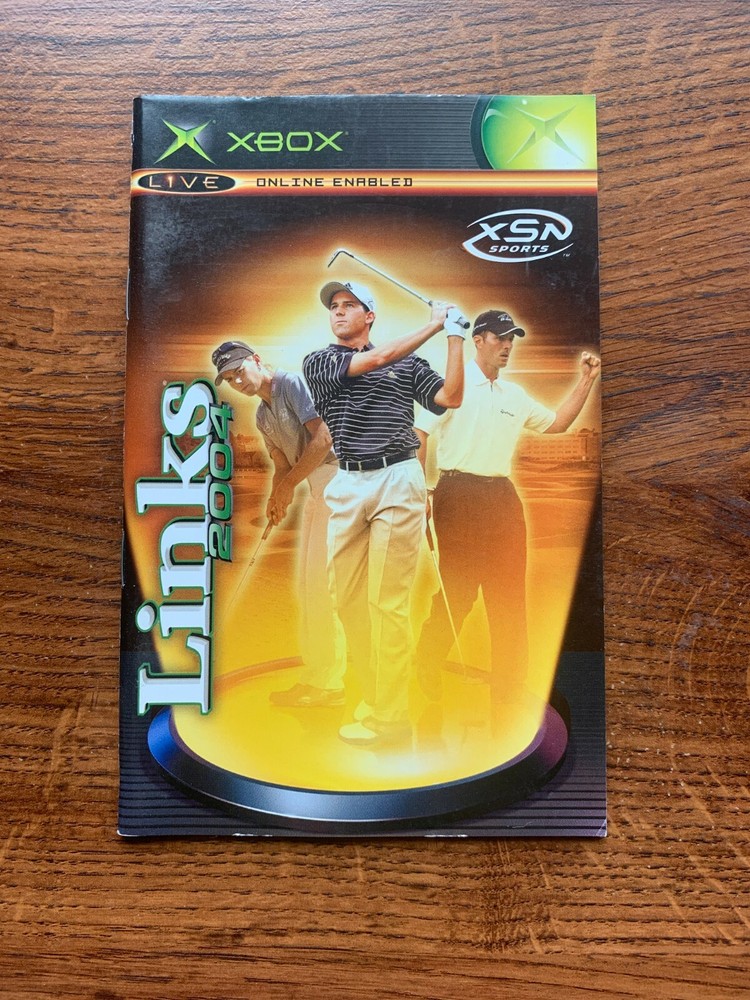 XBOX
LIVE ONLINE ENABLED
XSN
SPORTS
Links
2004